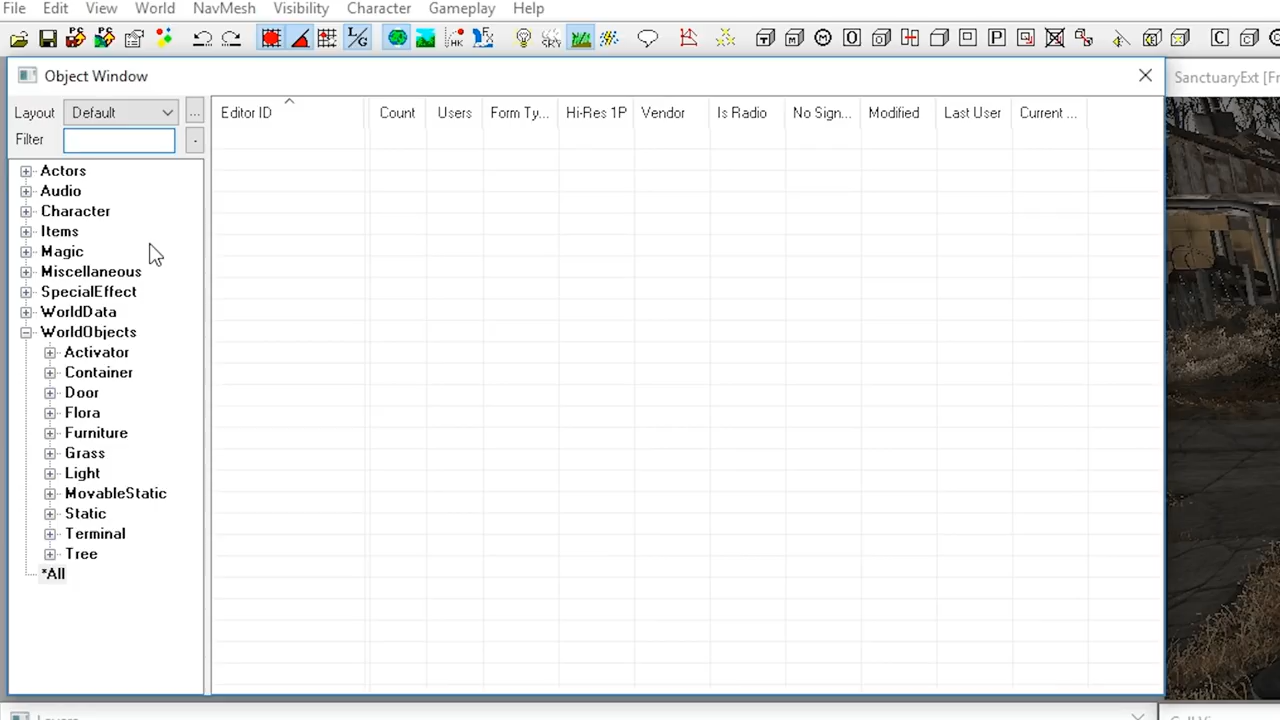 File Edit View World NavMesh Visibility Character Gameplay Help
Object Window
SanctuaryExt [Fr
Layout Default ...
Filter .
Editor ID Count Users Form Ty... Hi-Res 1P Vendor Is Radio No Sign... Modified Last User Current ...
Actors
Audio
Character
Items
Magic
Miscellaneous
SpecialEffect
WorldData
WorldObjects
Activator
Container
Door
Flora
Furniture
Grass
Light
MovableStatic
Static
Terminal
Tree
*All